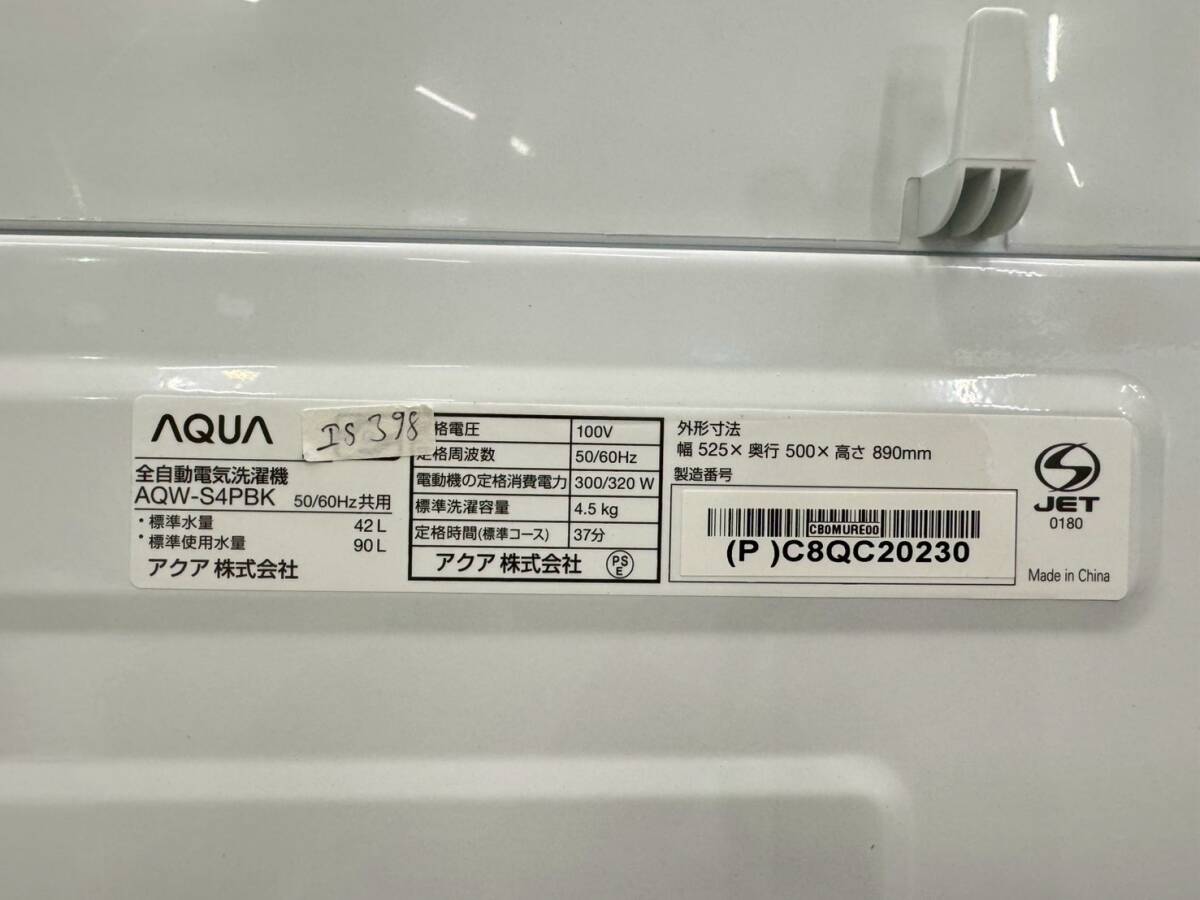 AQUA
IS 398
全自動電気洗濯機
AQW-S4PBK 50/60Hz共用
・標準水量 42L
・標準使用水量 90L
アクア 株式会社
格電圧 100V
定格周波数 50/60Hz
電動機の定格消費電力 300/320 W
標準洗濯容量 4.5 kg
定格時間(標準コース) 37分
アクア 株式会社 PSE
外形寸法
幅 525× 奥行 500× 高さ 890mm
製造番号
CB0MURE00
(P )C8QC20230
JET
0180
Made in China